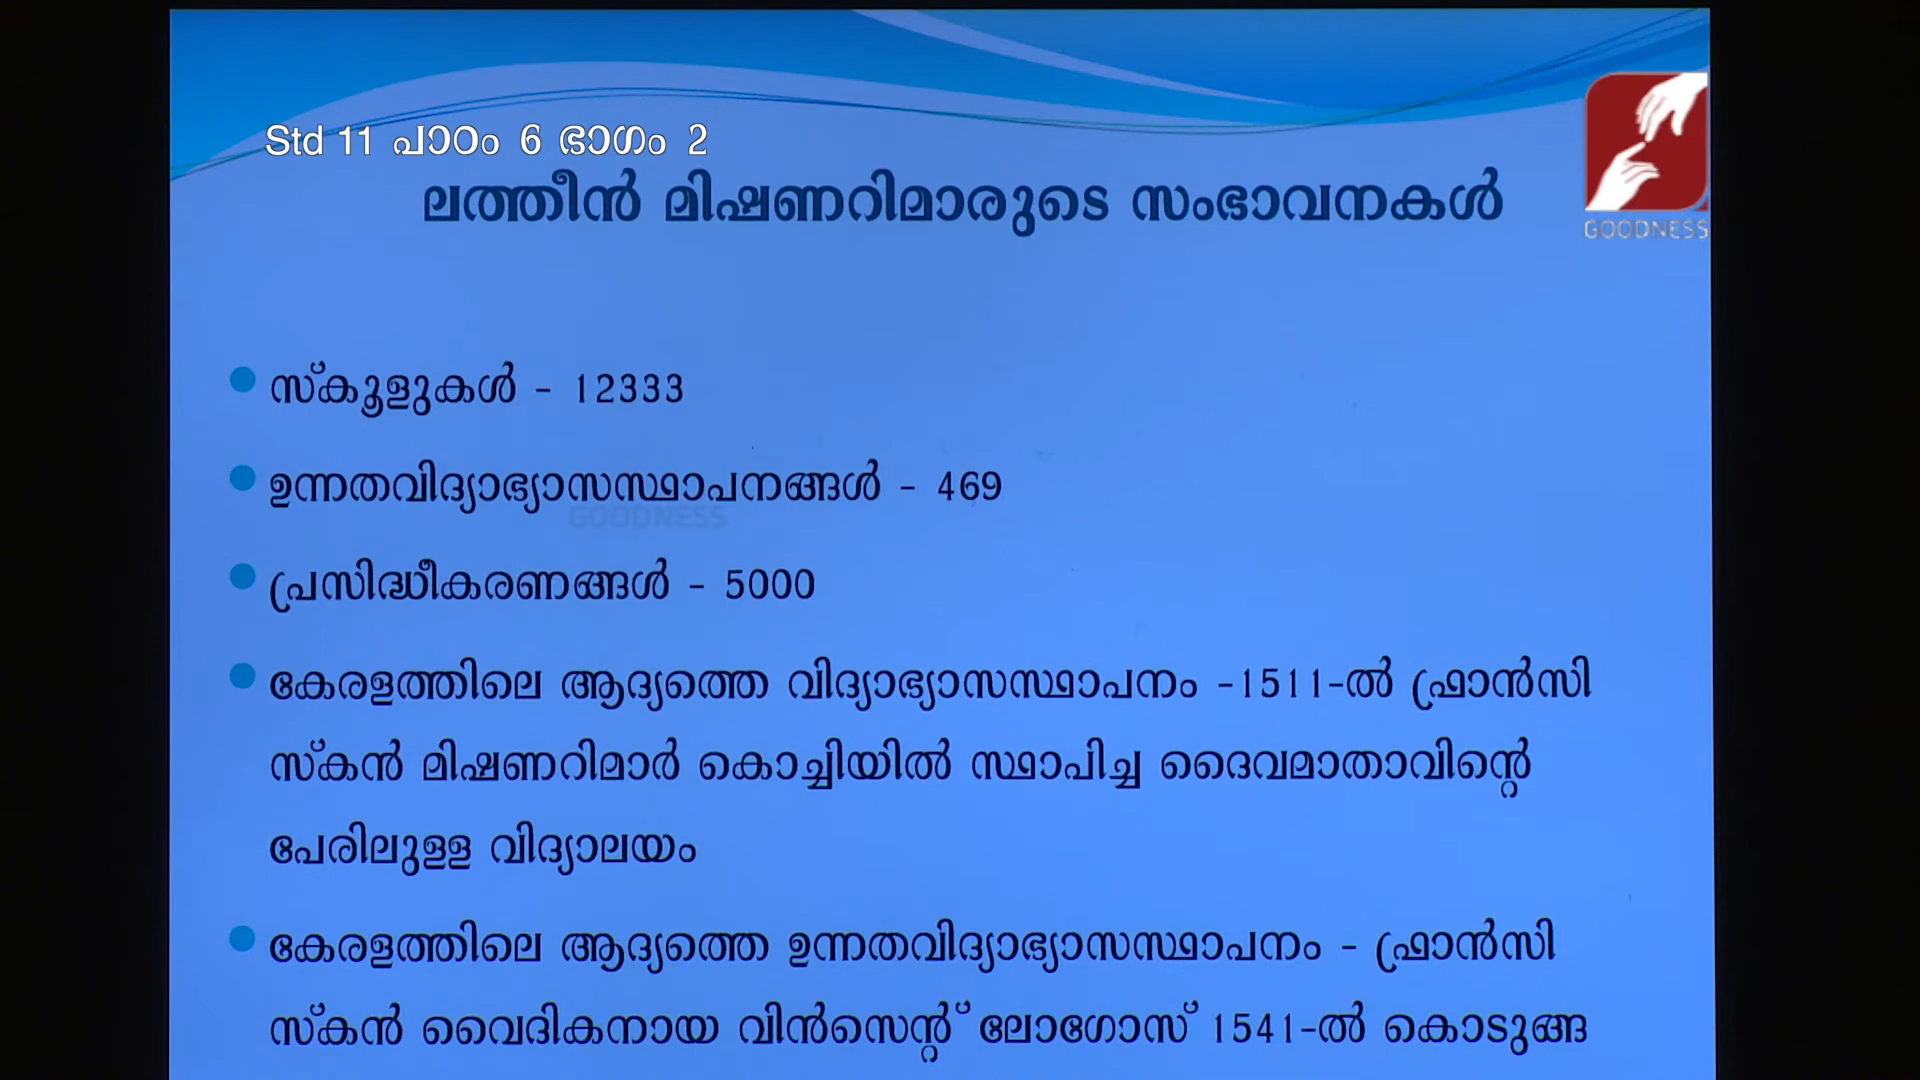 Std 11 പാഠം 6 ഭാഗം 2
ലത്തീൻ മിഷണറിമാരുടെ സംഭാവനകൾ
GOODNESS
സ്കൂളുകൾ - 12333
ഉന്നതവിദ്യാഭ്യാസസ്ഥാപനങ്ങൾ - 469
GOODNESS
പ്രസിദ്ധീകരണങ്ങൾ - 5000
കേരളത്തിലെ ആദ്യത്തെ വിദ്യാഭ്യാസസ്ഥാപനം -1511-ൽ ഫ്രാൻസി
സ്കൻ മിഷണറിമാർ കൊച്ചിയിൽ സ്ഥാപിച്ച ദൈവമാതാവിന്റെ
പേരിലുള്ള വിദ്യാലയം
കേരളത്തിലെ ആദ്യത്തെ ഉന്നതവിദ്യാഭ്യാസസ്ഥാപനം - ഫ്രാൻസി
സ്കൻ വൈദികനായ വിൻസെന്റ് ലോഗോസ് 1541-ൽ കൊടുങ്ങ